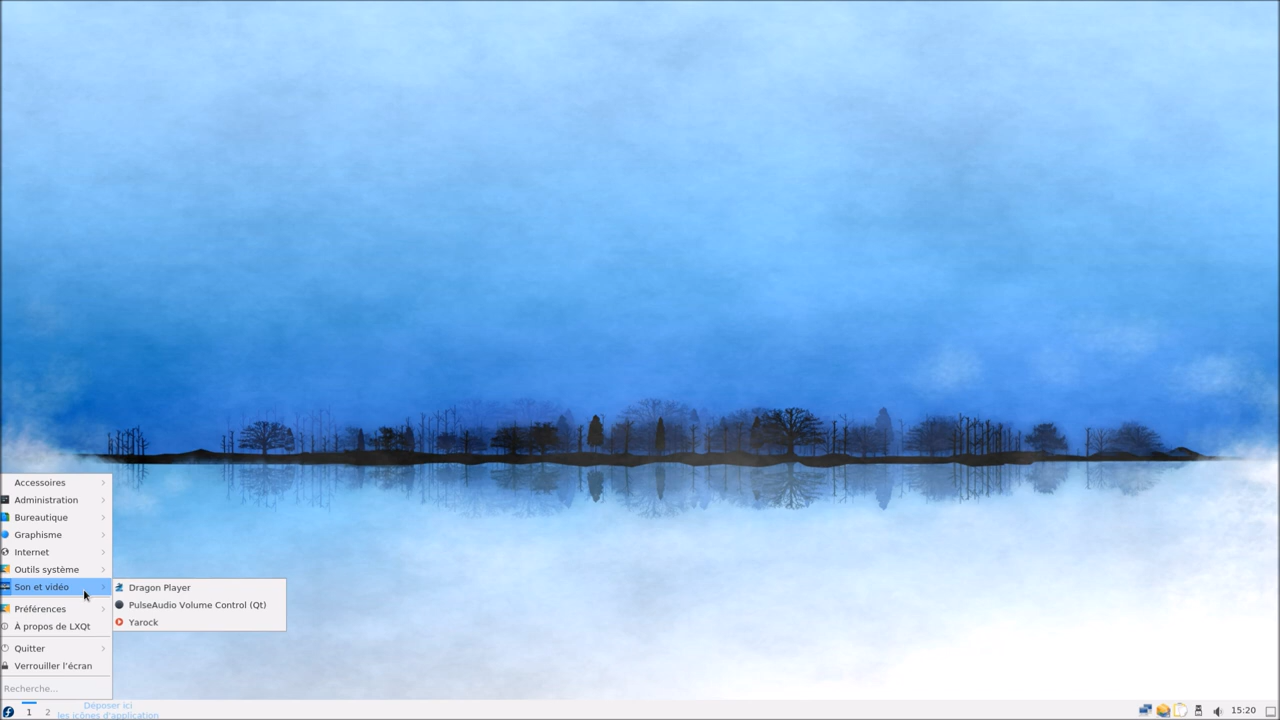 Accessoires
Administration
Bureautique
Graphisme
Internet
Outils système
Son et vidéo
Dragon Player
PulseAudio Volume Control (Qt)
Yarock
Préférences
À propos de LXQt
Quitter
Verrouiller l'écran
Recherche...
1
2
Déposer ici
les icônes d'application
15:20